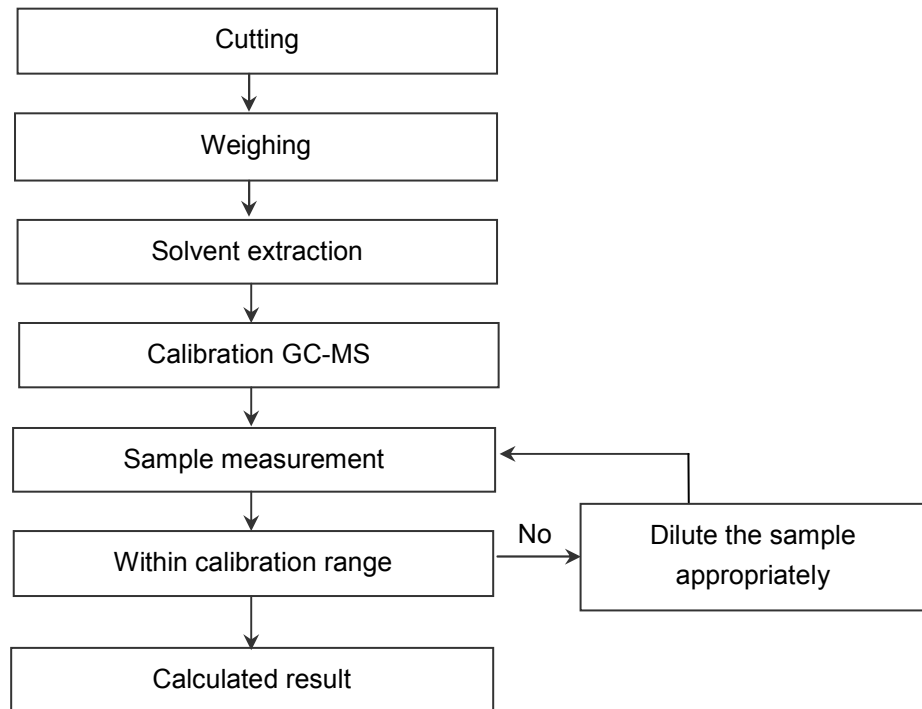 Cutting
Weighing
Solvent extraction
Calibration GC-MS
Sample measurement
Within calibration range
No
Dilute the sample
appropriately
Calculated result